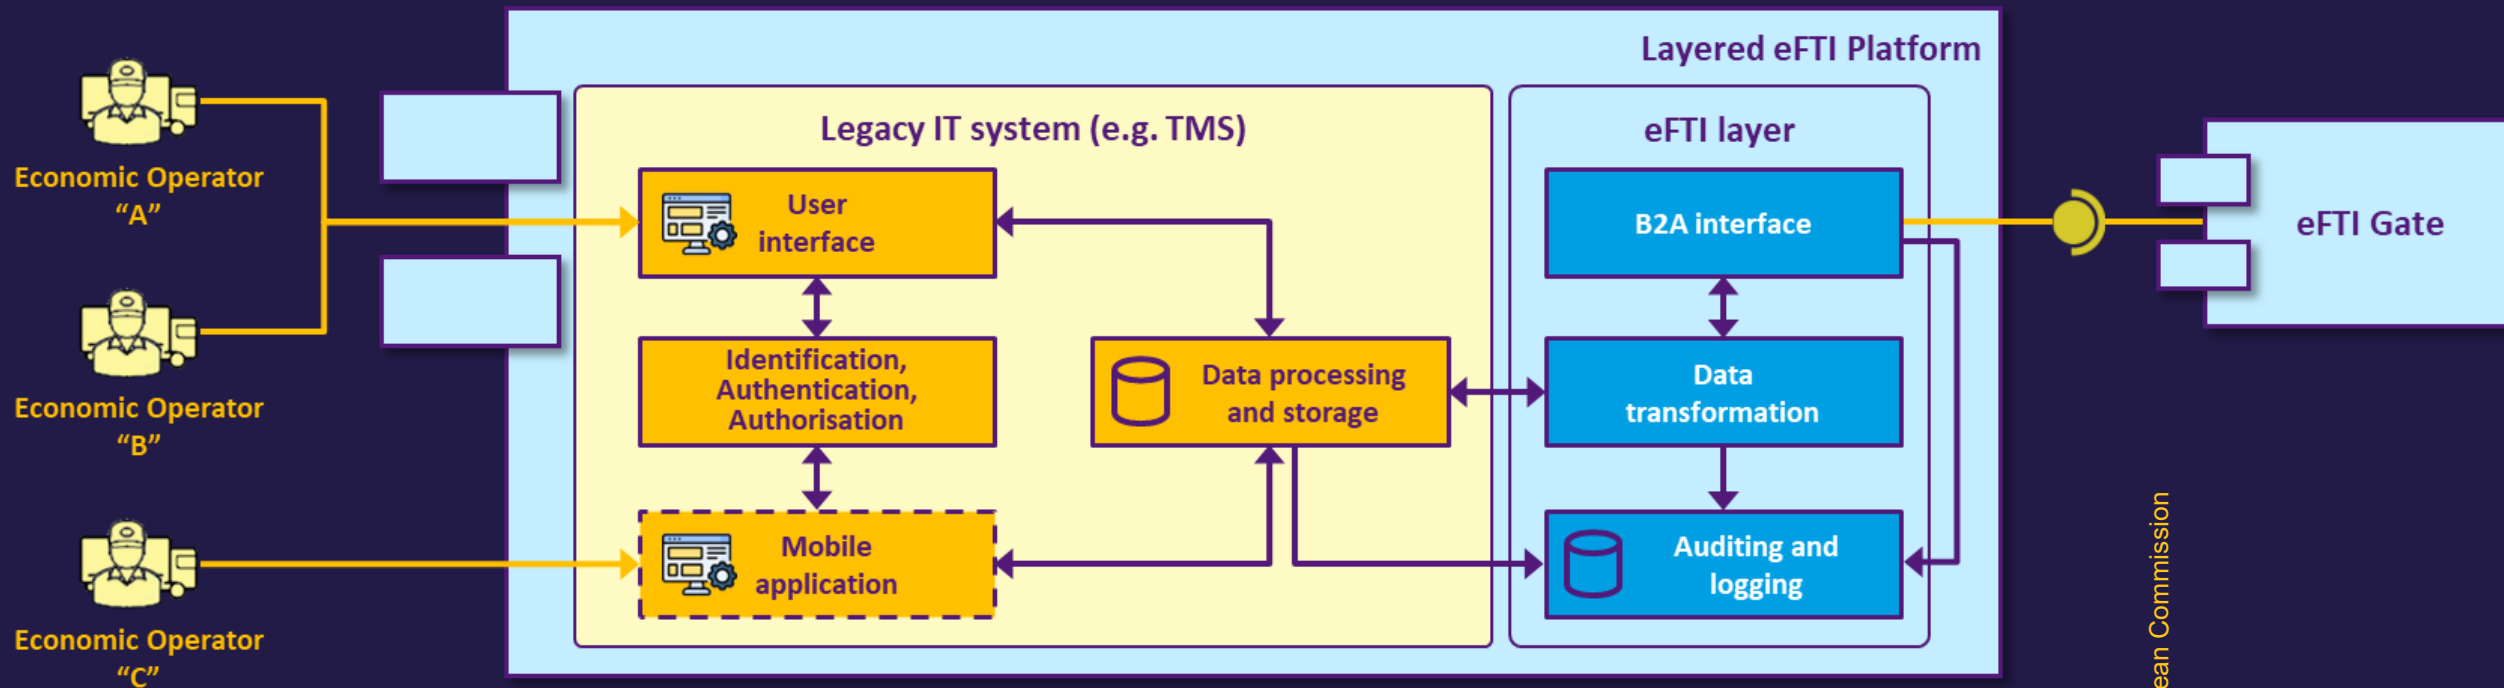 Layered eFTI Platform
Legacy IT system (e.g. TMS)
eFTI layer
Economic Operator
“A”
User
interface
B2A interface
eFTI Gate
Economic Operator
“B”
Identification,
Authentication,
Authorisation
Data processing
and storage
Data
transformation
Economic Operator
“C”
Mobile
application
Auditing and
logging
Commission